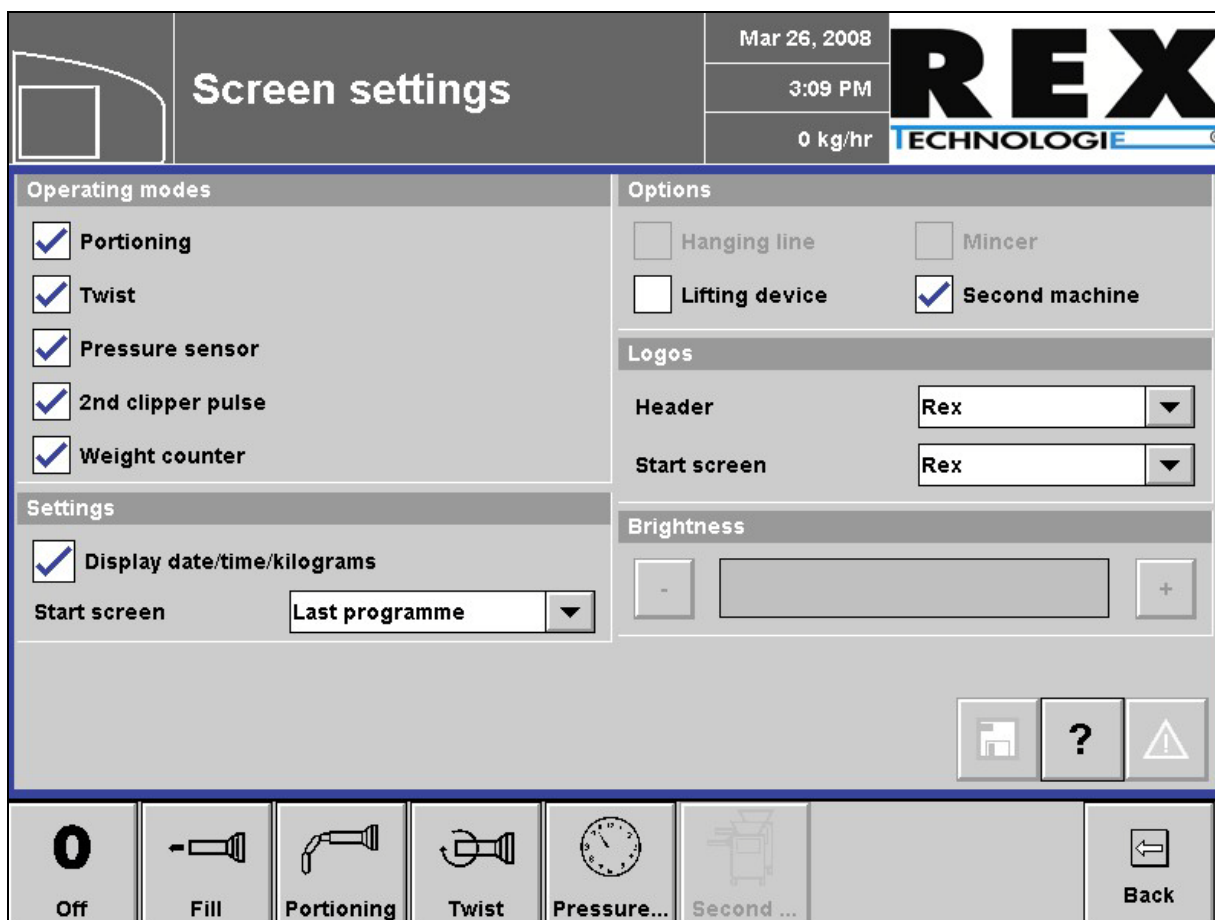 Screen settings
Mar 26, 2008
3:09 PM
0 kg/hr
REX
TECHNOLOGIE
Operating modes
Portioning
Twist
Pressure sensor
2nd clipper pulse
Weight counter
Settings
Display date/time/kilograms
Start screen Last programme
Options
Hanging line Mincer
Lifting device Second machine
Logos
Header Rex
Start screen Rex
Brightness
- +
?
0
Off Fill Portioning Twist Pressure... Second ... Back